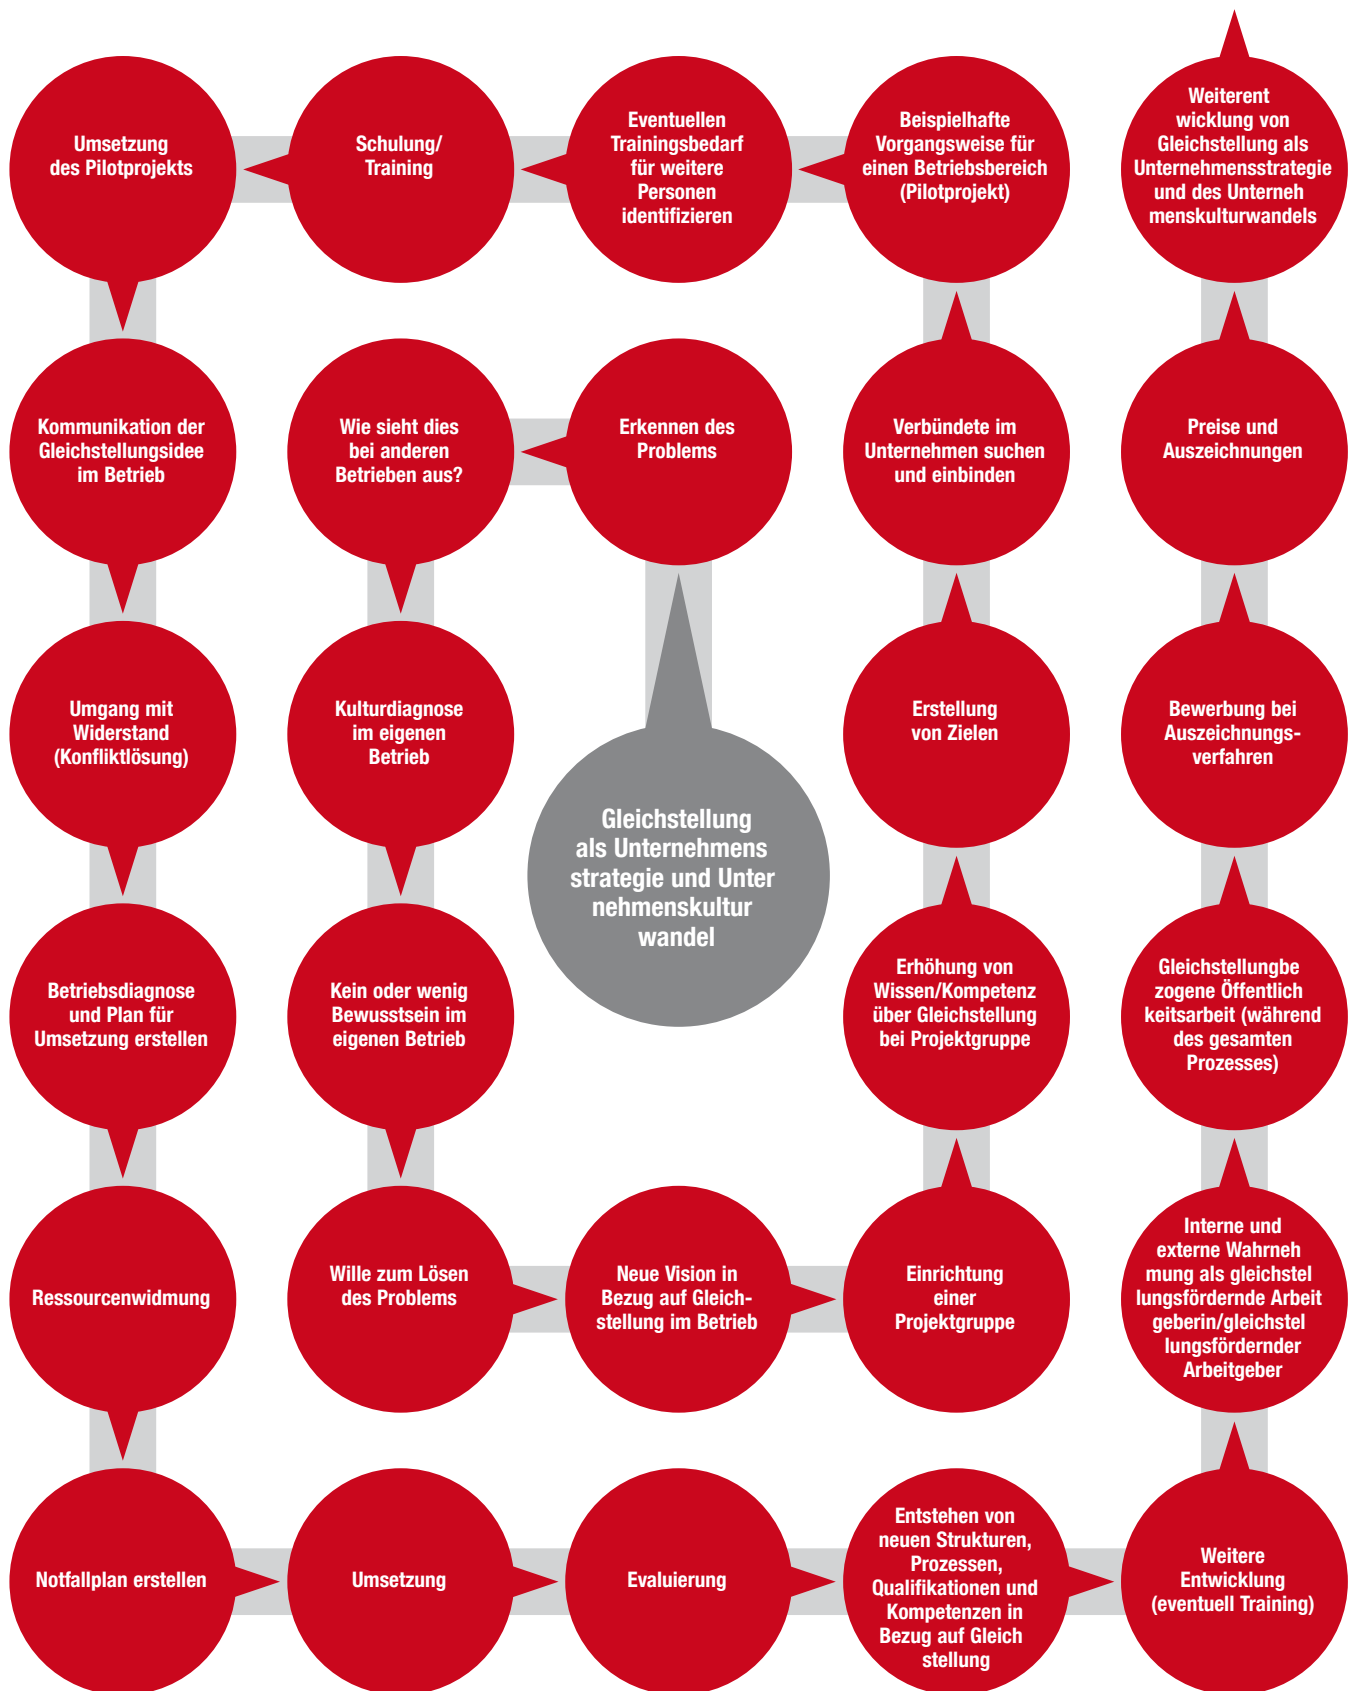 Umsetzung
des Pilotprojekts
Schulung/
Training
Eventuellen
Trainingsbedarf
für weitere
Personen
identifizieren
Beispielhafte
Vorgangsweise für
einen Betriebsbereich
(Pilotprojekt)
Weiterent
wicklung von
Gleichstellung als
Unternehmensstrategie
und des Unterneh
menskulturwandels
Kommunikation der
Gleichstellungsidee
im Betrieb
Wie sieht dies
bei anderen
Betrieben aus?
Erkennen des
Problems
Verbündete im
Unternehmen suchen
und einbinden
Preise und
Auszeichnungen
Umgang mit
Widerstand
(Konfliktlösung)
Kulturdiagnose
im eigenen
Betrieb
Erstellung
von Zielen
Bewerbung bei
Auszeichnungs-
verfahren
Gleichstellung
als Unternehmens
strategie und Unter
nehmenskultur
wandel
Betriebsdiagnose
und Plan für
Umsetzung erstellen
Kein oder wenig
Bewusstsein im
eigenen Betrieb
Erhöhung von
Wissen/Kompetenz
über Gleichstellung
bei Projektgruppe
Gleichstellungbe
zogene Öffentlich
keitsarbeit (während
des gesamten
Prozesses)
Ressourcenwidmung
Wille zum Lösen
des Problems
Neue Vision in
Bezug auf Gleich-
stellung im Betrieb
Einrichtung
einer
Projektgruppe
Interne und
externe Wahrneh
mung als gleichstel
lungsfördernde Arbeit
geberin/gleichstel
lungsfördernder
Arbeitgeber
Notfallplan erstellen
Umsetzung
Evaluierung
Entstehen von
neuen Strukturen,
Prozessen,
Qualifikationen und
Kompetenzen in
Bezug auf Gleich
stellung
Weitere
Entwicklung
(eventuell Training)